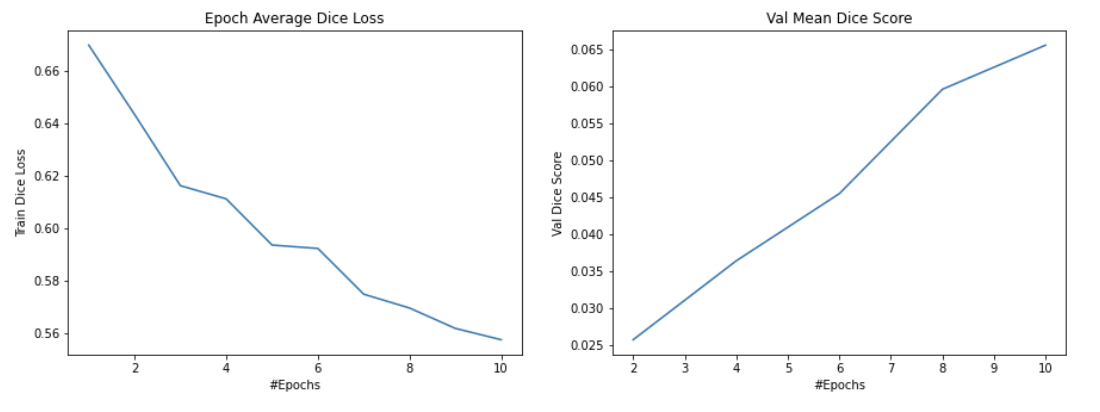 Epoch Average Dice Loss
Train Dice Loss
0.66
0.64
0.62
0.60
0.58
0.56
2 4 6 8 10
#Epochs
Val Mean Dice Score
Val Dice Score
0.065
0.060
0.055
0.050
0.045
0.040
0.035
0.030
0.025
2 3 4 5 6 7 8 9 10
#Epochs